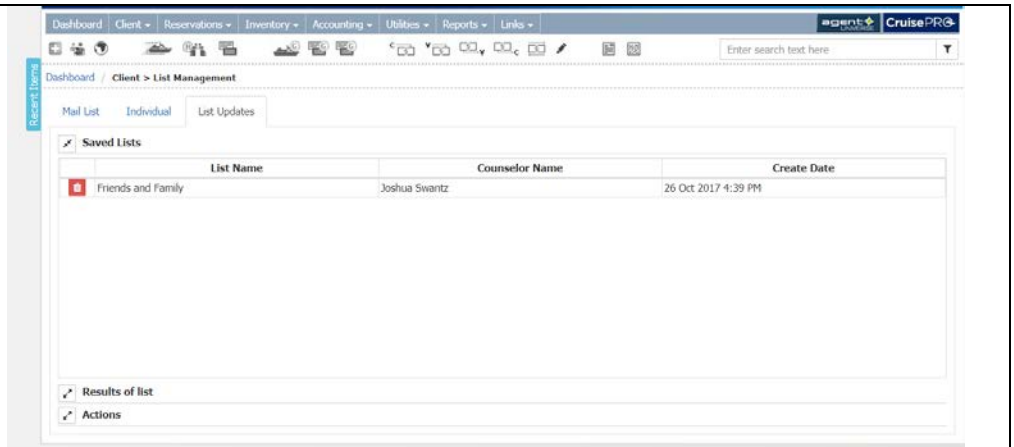 Dashboard Client Reservations Inventory Accounting Utilities Reports Links agent UNIVERSE CruisePRO
Enter search text here
Recent Items
Dashboard / Client > List Management
Mail List Individual List Updates
Saved Lists
List Name Counselor Name Create Date
Friends and Family Joshua Swantz 26 Oct 2017 4:39 PM
Results of list
Actions